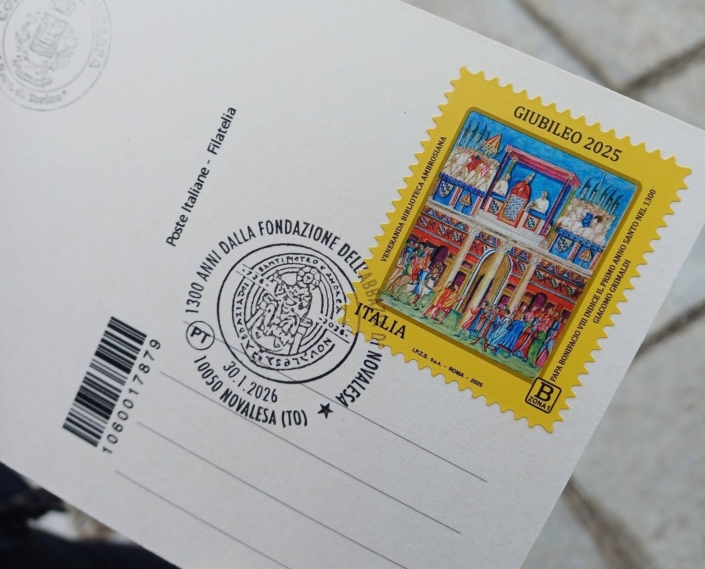 Poste Italiane - Filatelia
GIUBILEO 2025
VENERANDA BIBLIOTECA AMBROSIANA
PAPA BONIFACIO VIII INDICE IL PRIMO ANNO SANTO NEL 1300
GIACOMO GRIMALDI
ITALIA
I.P.Z.S. S.p.A. - ROMA - 2025
B
ZONA 1
1300 ANNI DALLA FONDAZIONE DELL'ABBAZIA DI NOVALESA
PT
30.1.2026
10050 NOVALESA (TO)
1060017879